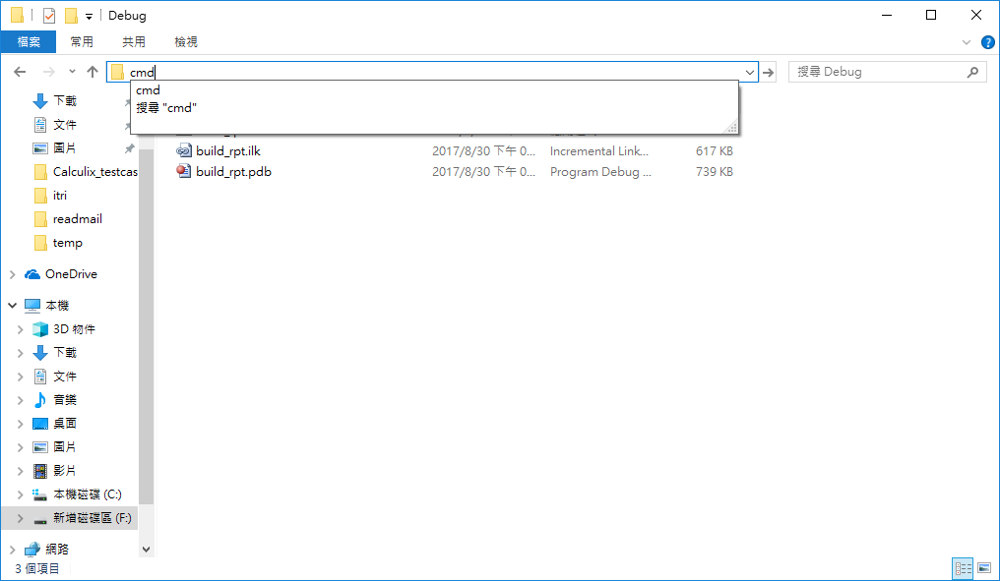 Debug
檔案 常用 共用 檢視
cmd
搜尋 Debug
cmd
搜尋 "cmd"
build_rpt.ilk 2017/8/30 下午 0... Incremental Link... 617 KB
build_rpt.pdb 2017/8/30 下午 0... Program Debug ... 739 KB
下載
文件
圖片
Calculix_testcas
itri
readmail
temp
OneDrive
本機
3D 物件
下載
文件
音樂
桌面
圖片
影片
本機磁碟 (C:)
新增磁碟區 (F:)
網路
3 個項目